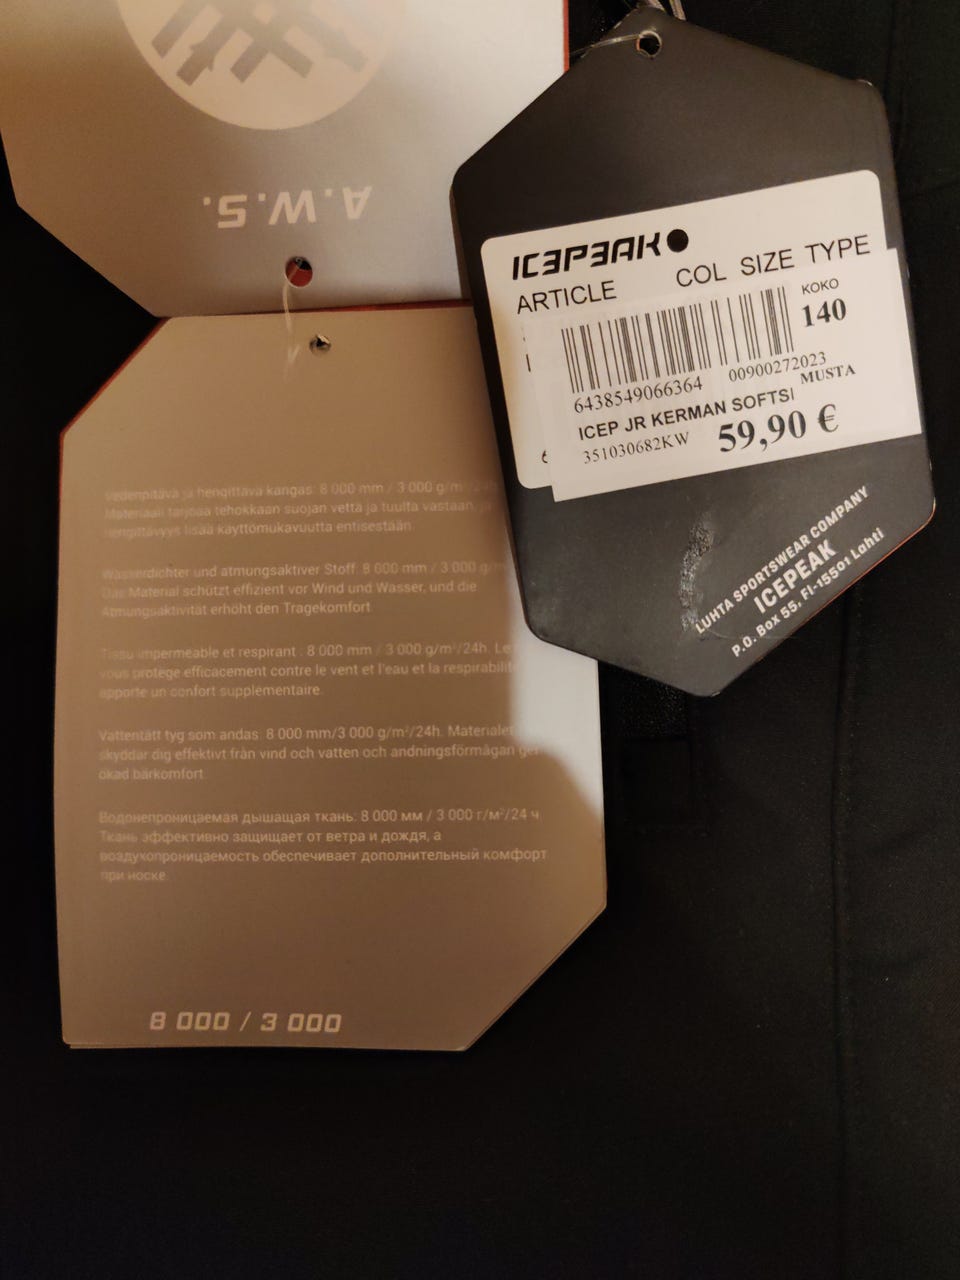 A.W.S.
ICEPEAK
ARTICLE COL SIZE TYPE
KOKO
140
6438549066364 00900272023
MUSTA
ICEP JR KERMAN SOFTSI
351030682KW 59,90 €
LUHTA SPORTSWEAR COMPANY
ICEPEAK
P.O. Box 55, FI-15501 Lahti
Vedenpitävä ja hengittävä kangas: 8 000 mm / 3 000 g/m²/24h
Materiaali tarjoaa tehokkaan suojan vettä ja tuulta vastaan, ja
hengittävyys lisää käyttömukavuutta entisestään.
Wasserdichter und atmungsaktiver Stoff: 8 000 mm / 3 000
Das Material schützt effizient vor Wind und Wasser, und die
Atmungsaktivität erhöht den Tragekomfort.
Tissu imperméable et respirant : 8 000 mm / 3 000 g/m²/24h. Le
vous protège efficacement contre le vent et l'eau et la respirabilité
apporte un confort supplémentaire.
Vattentätt tyg som andas: 8 000 mm/3 000 g/m²/24h. Materialet
skyddar dig effektivt från vind och vatten och andningsförmågan ger
ökad bärkomfort.
Водонепроницаемая дышащая ткань: 8 000 мм / 3 000 г/м²/24 ч.
Ткань эффективно защищает от ветра и дождя, а
воздухопроницаемость обеспечивает дополнительный комфорт
при носке.
8 000 / 3 000